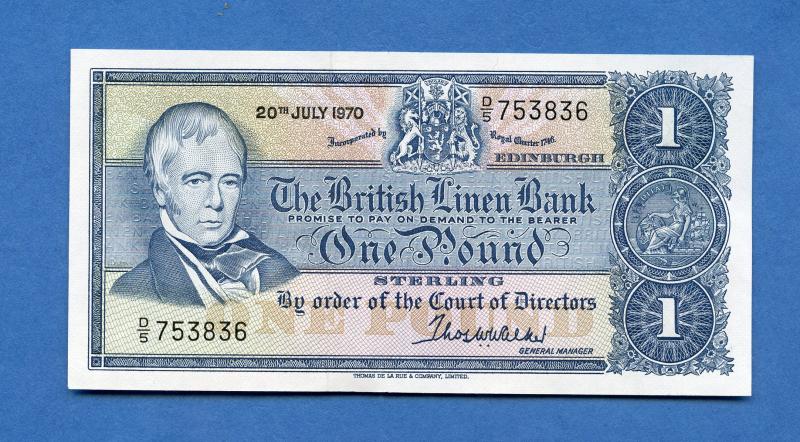 20TH JULY 1970
D/5 753836
Incorporated by Royal Charter 1746.
EDINBURGH
The British Linen Bank
PROMISE TO PAY ON DEMAND TO THE BEARER
One Pound
STERLING
By order of the Court of Directors
ONE POUND
D/5 753836
GENERAL MANAGER
1
1
THOMAS DE LA RUE & COMPANY, LIMITED.